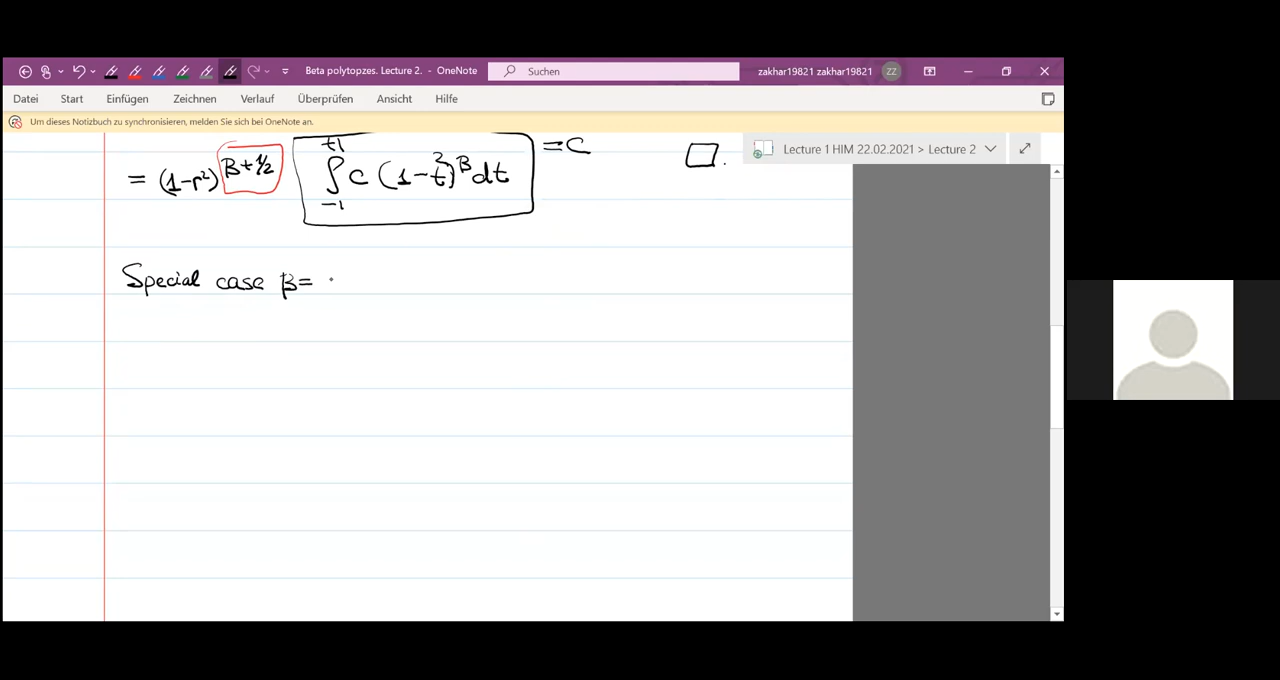 Beta polytopzes. Lecture 2. - OneNote
Suchen
zakhar19821 zakhar19821
ZZ
Datei Start Einfügen Zeichnen Verlauf Überprüfen Ansicht Hilfe
Um dieses Notizbuch zu synchronisieren, melden Sie sich bei OneNote an.
Lecture 1 HIM 22.02.2021 > Lecture 2
= (1-r²)^{β+1/2} ∫_{-1}^{+1} c (1-t²)^β dt = C □.
Special case β=